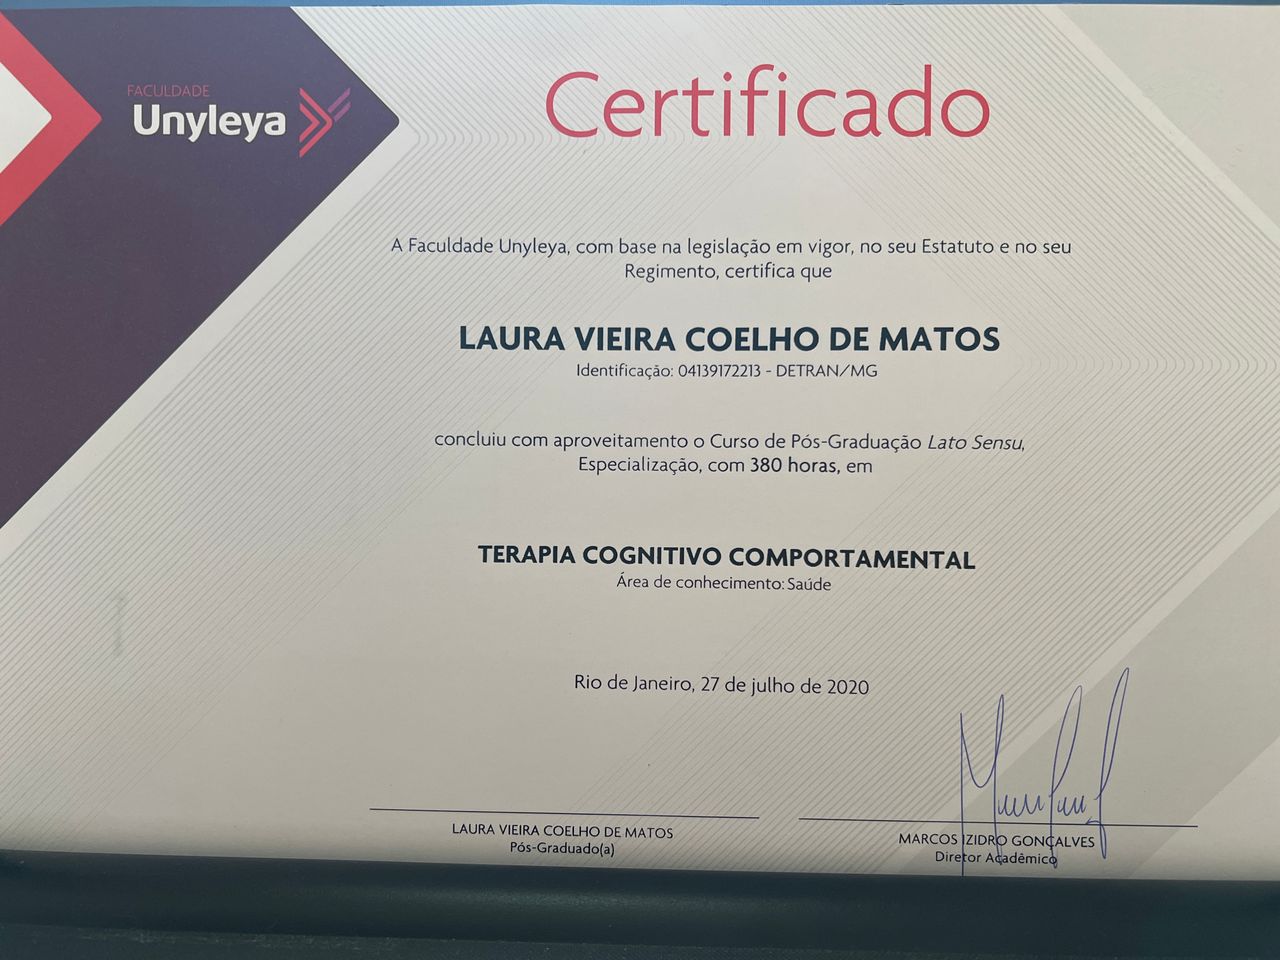 FACULDADE
Unyleya
Certificado
A Faculdade Unyleya, com base na legislação em vigor, no seu Estatuto e no seu
Regimento, certifica que
LAURA VIEIRA COELHO DE MATOS
Identificação: 04139172213 - DETRAN/MG
concluiu com aproveitamento o Curso de Pós-Graduação Lato Sensu,
Especialização, com 380 horas, em
TERAPIA COGNITIVO COMPORTAMENTAL
Área de conhecimento: Saúde
Rio de Janeiro, 27 de julho de 2020
LAURA VIEIRA COELHO DE MATOS
Pós-Graduado(a)
MARCOS IZIDRO GONÇALVES
Diretor Acadêmico